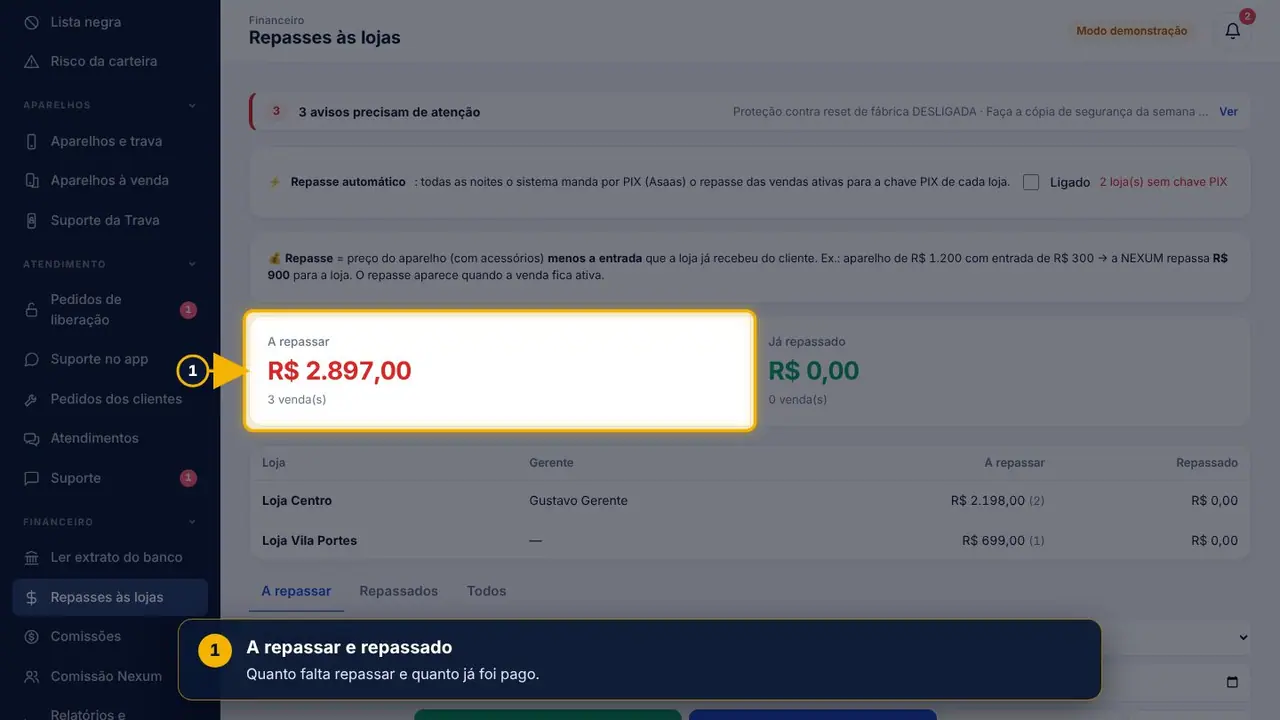 Lista negra
Risco da carteira
APARELHOS
Aparelhos e trava
Aparelhos à venda
Suporte da Trava
ATENDIMENTO
Pedidos de
liberação
1
Suporte no app
Pedidos dos clientes
Atendimentos
Suporte
1
FINANCEIRO
Ler extrato do banco
Repasses às lojas
Comissões
Comissão Nexum
Relatórios e
Financeiro
Repasses às lojas
Modo demonstração
2
3
3 avisos precisam de atenção
Proteção contra reset de fábrica DESLIGADA · Faça a cópia de segurança da semana ...
Ver
⚡ Repasse automático : todas as noites o sistema manda por PIX (Asaas) o repasse das vendas ativas para a chave PIX de cada loja. Ligado 2 loja(s) sem chave PIX
💰 Repasse = preço do aparelho (com acessórios) menos a entrada que a loja já recebeu do cliente. Ex.: aparelho de R$ 1.200 com entrada de R$ 300 → a NEXUM repassa R$
900 para a loja. O repasse aparece quando a venda fica ativa.
1
A repassar
R$ 2.897,00
3 venda(s)
Já repassado
R$ 0,00
0 venda(s)
Loja Gerente A repassar Repassado
Loja Centro Gustavo Gerente R$ 2.198,00 (2) R$ 0,00
Loja Vila Portes — R$ 699,00 (1) R$ 0,00
A repassar Repassados Todos
1
A repassar e repassado
Quanto falta repassar e quanto já foi pago.